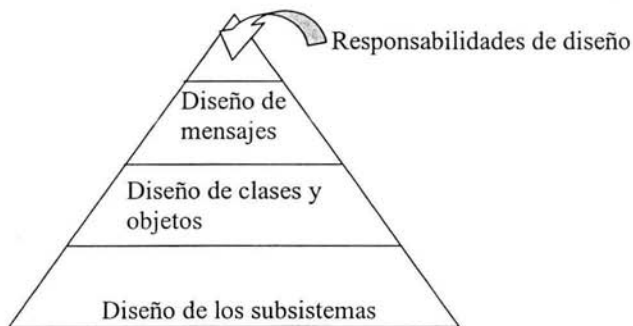 Responsabilidades de diseño
Diseño de
mensajes
Diseño de clases y
objetos
Diseño de los subsistemas